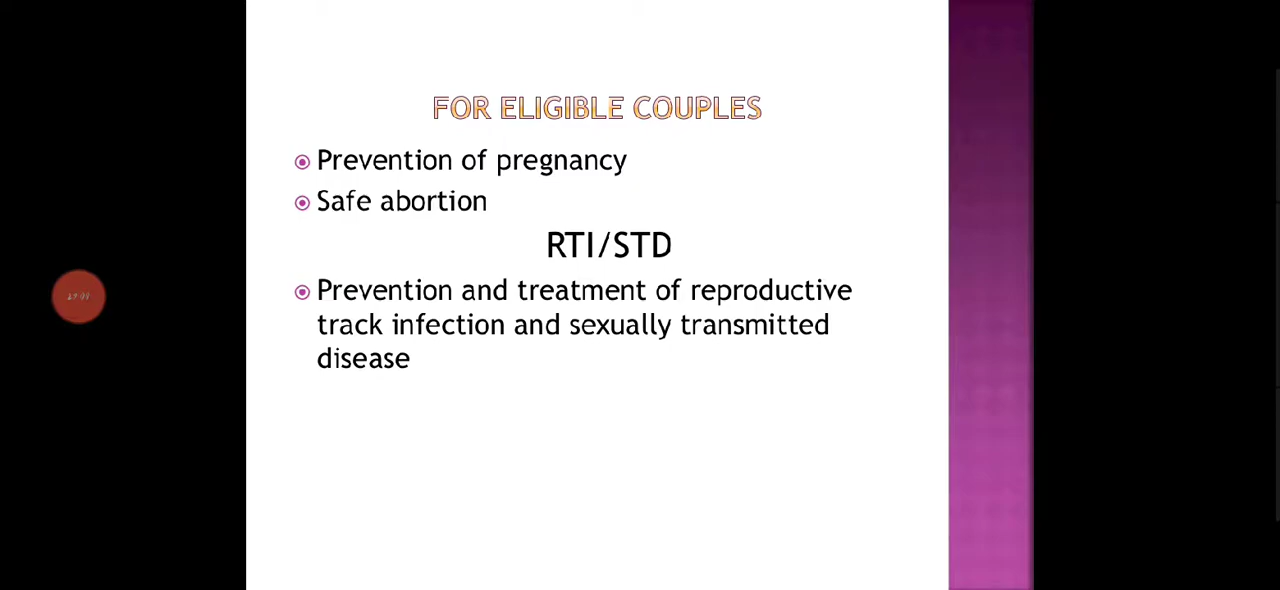 FOR ELIGIBLE COUPLES
Prevention of pregnancy
Safe abortion
RTI/STD
Prevention and treatment of reproductive
track infection and sexually transmitted
disease